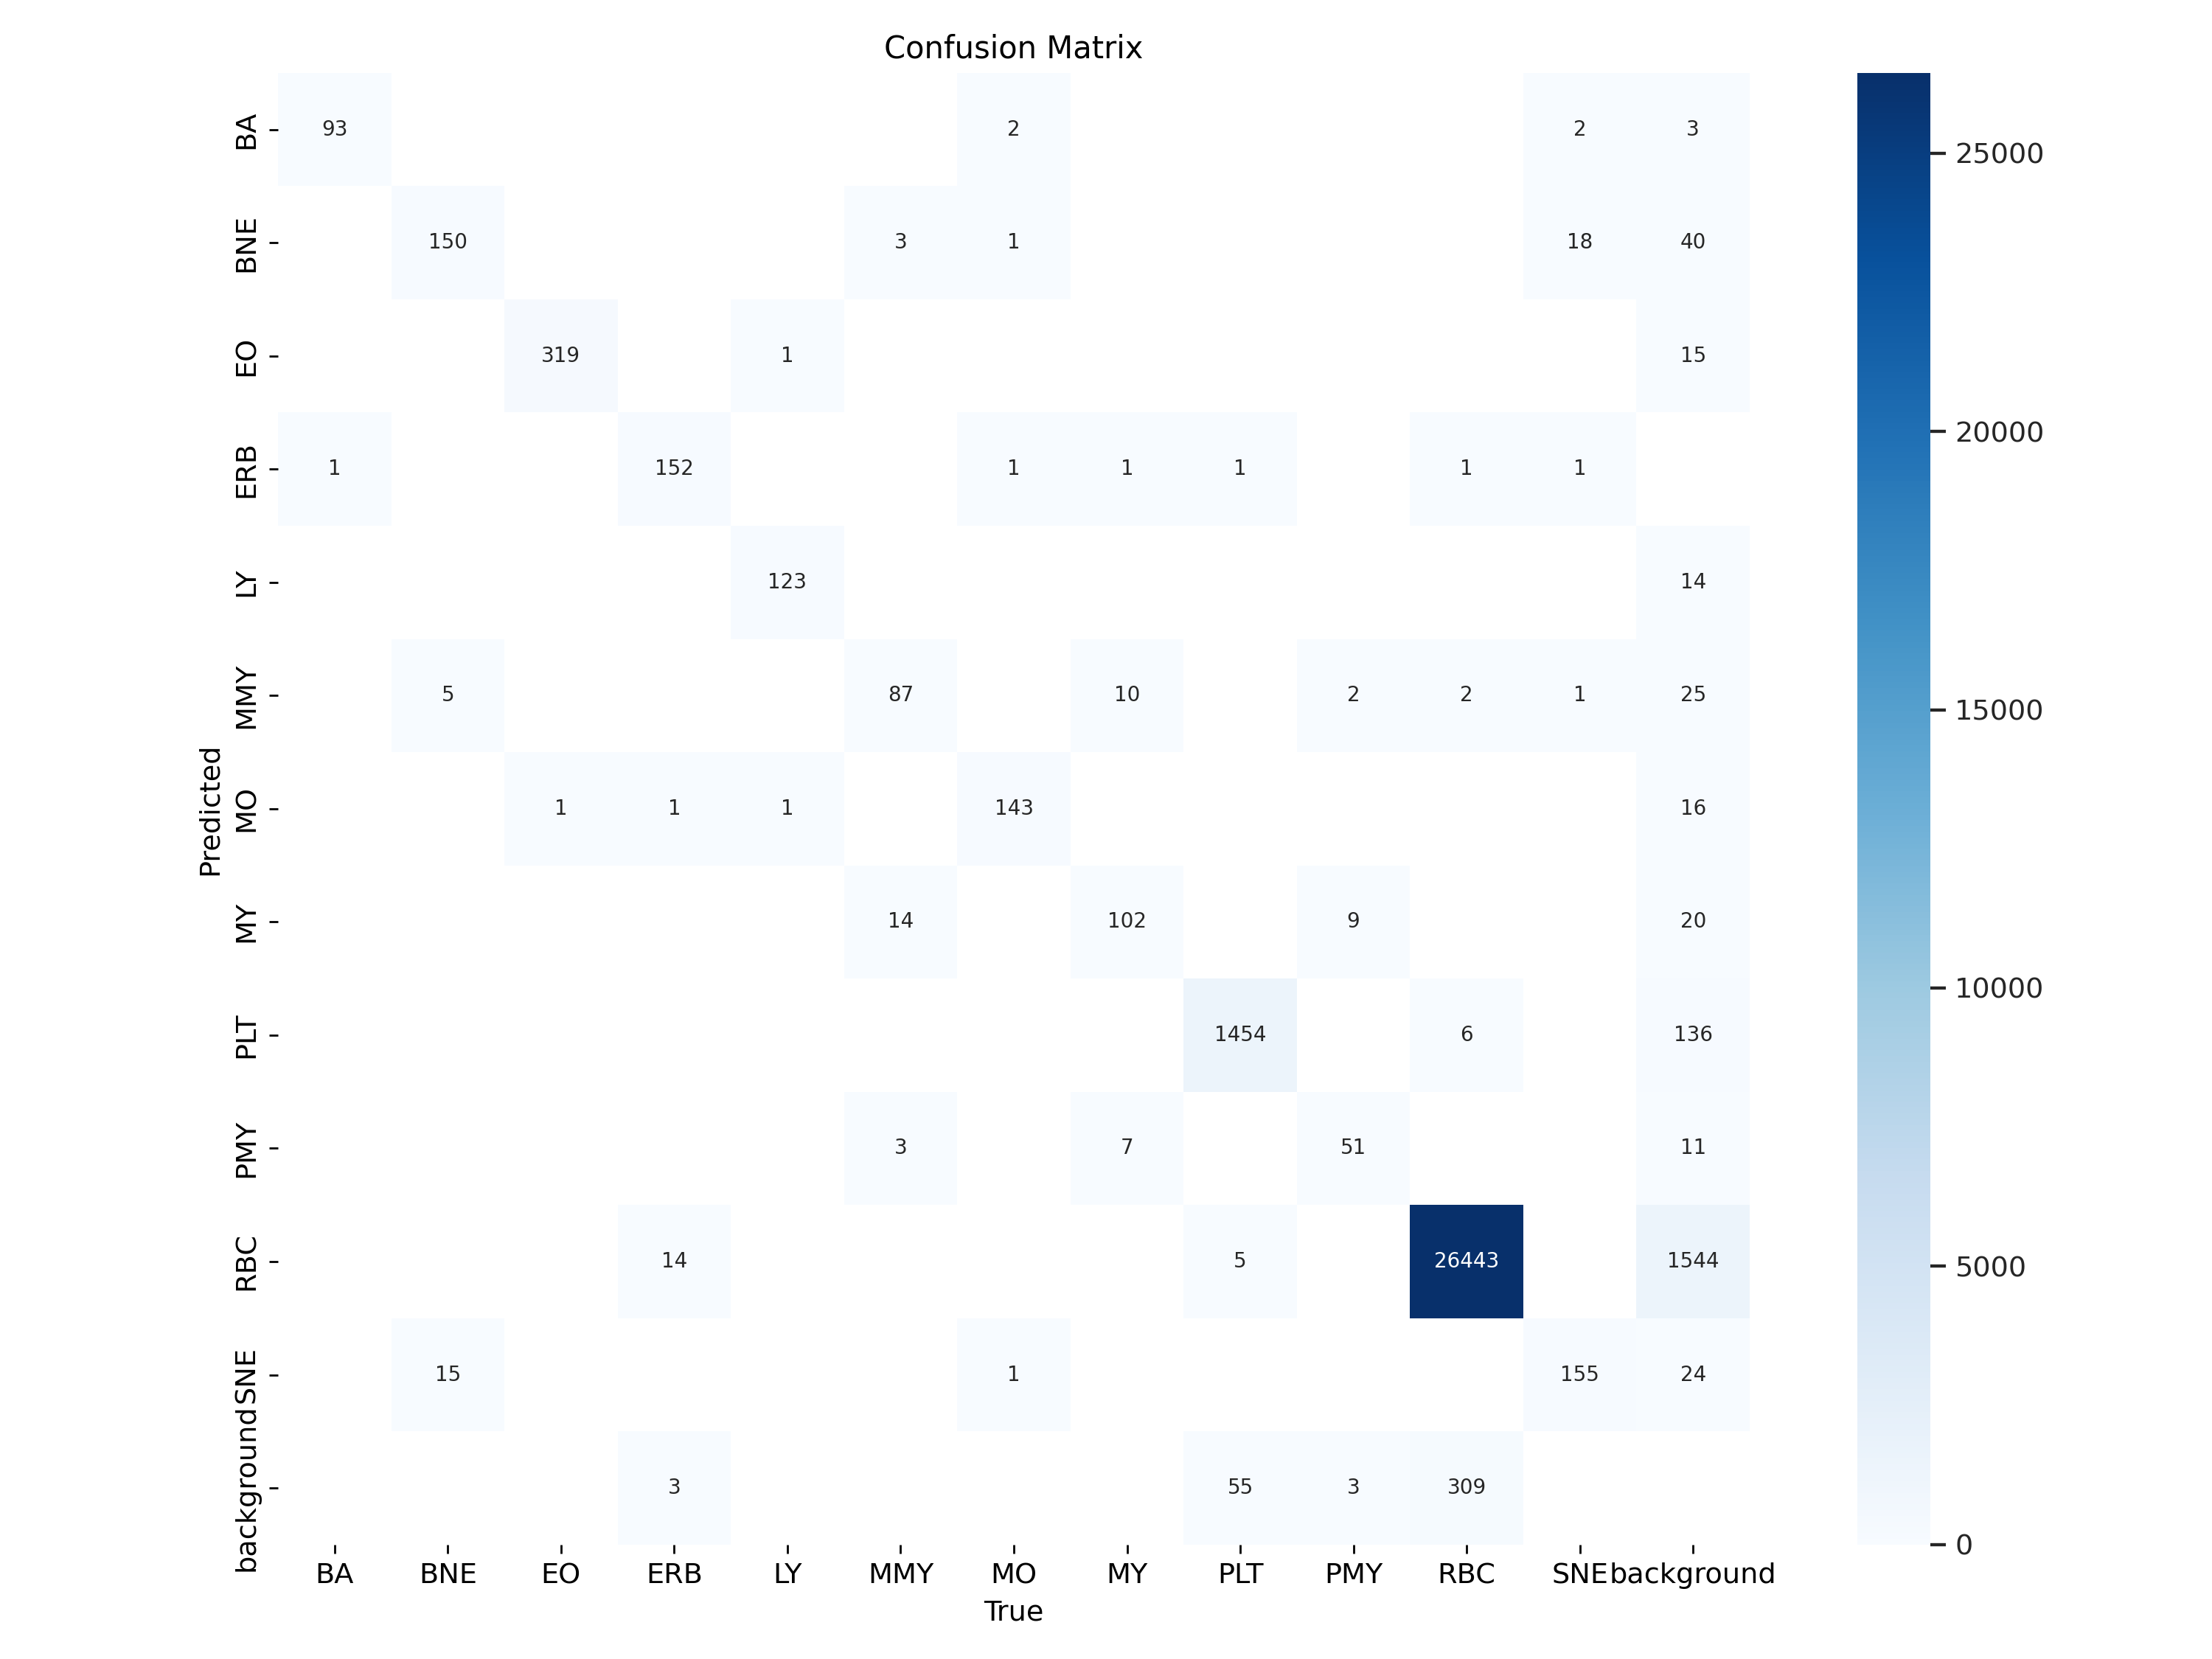 Confusion Matrix
BA 93 2 2 3
BNE 150 3 1 18 40
EO 319 1 15
ERB 1 152 1 1 1 1 1
LY 123 14
MMY 5 87 10 2 2 1 25
MO 1 1 1 143 16
MY 14 102 9 20
PLT 1454 6 136
PMY 3 7 51 11
RBC 14 5 26443 1544
SNE 15 1 155 24
background 3 55 3 309
BA BNE EO ERB LY MMY MO MY PLT PMY RBC SNE background
True
Predicted
25000
20000
15000
10000
5000
0